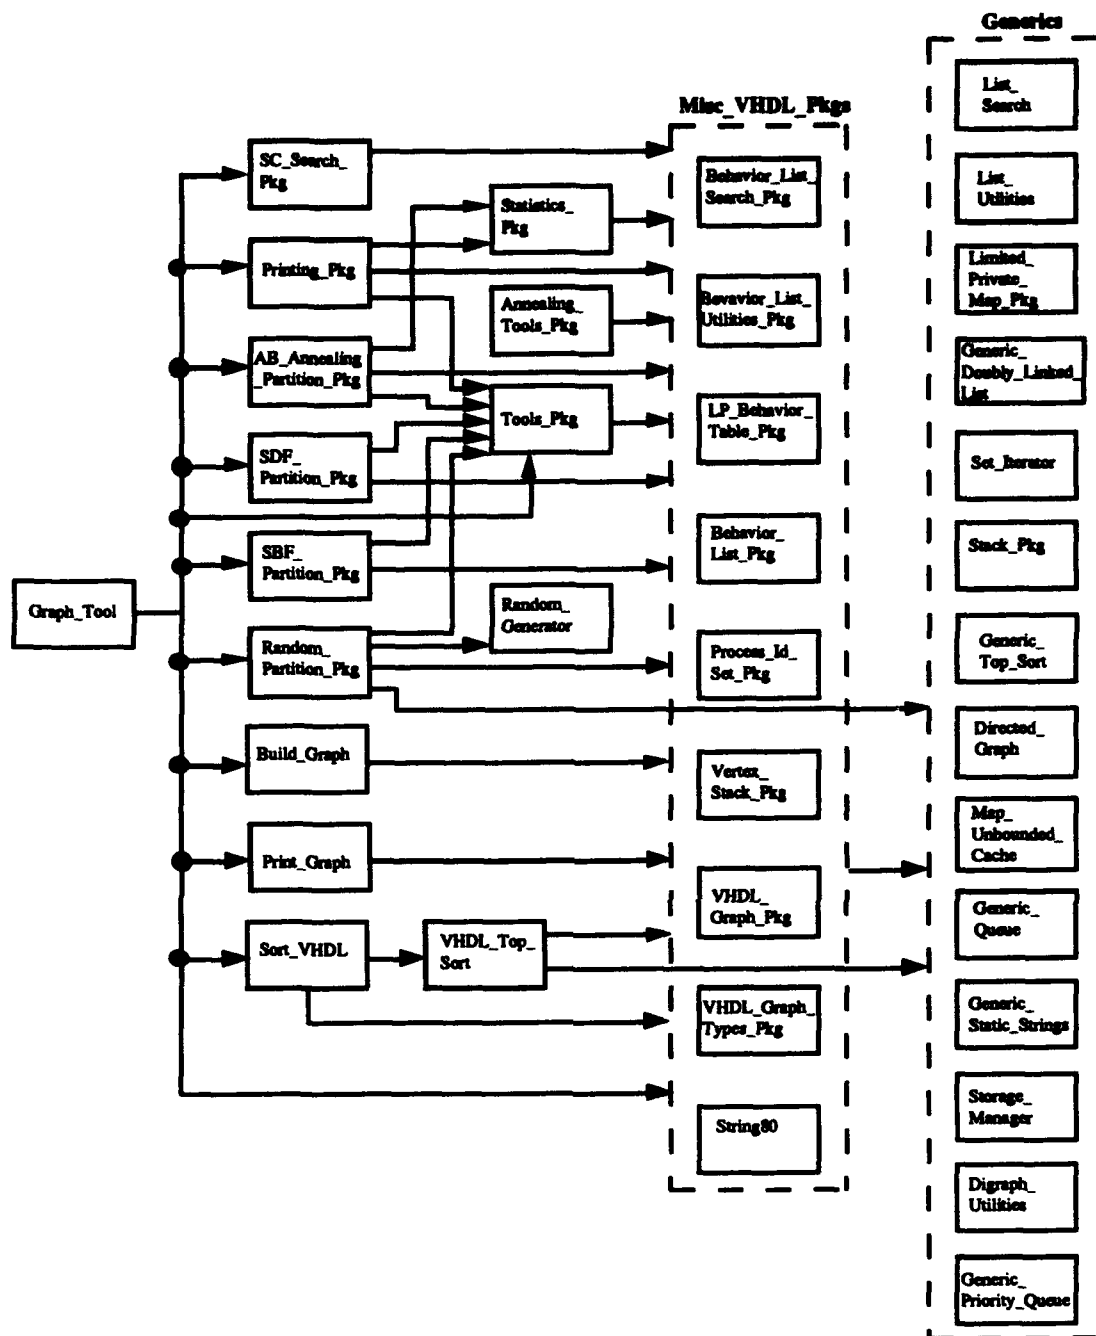 Generics
List_
Search
List_
Utilities
Limited_
Private_
Map_Pkg
Generic_
Doubly_Linked_
List
Set_Iterator
Stack_Pkg
Generic_
Top_Sort
Directed_
Graph
Map_
Unbounded_
Cache
Generic_
Queue
Generic_
Static_Strings
Storage_
Manager
Digraph_
Utilities
Generic_
Priority_Queue
Misc_VHDL_Pkgs
Behavior_List_
Search_Pkg
Bevavior_List_
Utilities_Pkg
LP_Behavior_
Table_Pkg
Behavior_
List_Pkg
Process_Id_
Set_Pkg
Vertex_
Stack_Pkg
VHDL_
Graph_Pkg
VHDL_Graph_
Types_Pkg
String80
Statistics_
Pkg
Annealing_
Tools_Pkg
Tools_Pkg
Random_
Generator
VHDL_Top_
Sort
SC_Search_
Pkg
Printing_Pkg
AB_Annealing
_Partition_Pkg
SDF_
Partition_Pkg
SBF_
Partition_Pkg
Random_
Partition_Pkg
Build_Graph
Print_Graph
Sort_VHDL
Graph_Tool